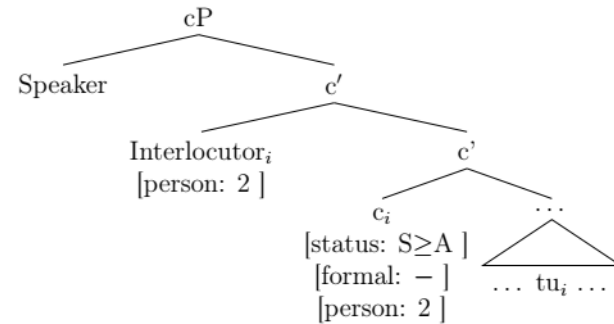 cP
Speaker c′
Interlocutor_i c'
[person: 2 ]
c_i ...
[status: S≥A ]
[formal: − ]
... tu_i ...
[person: 2 ]